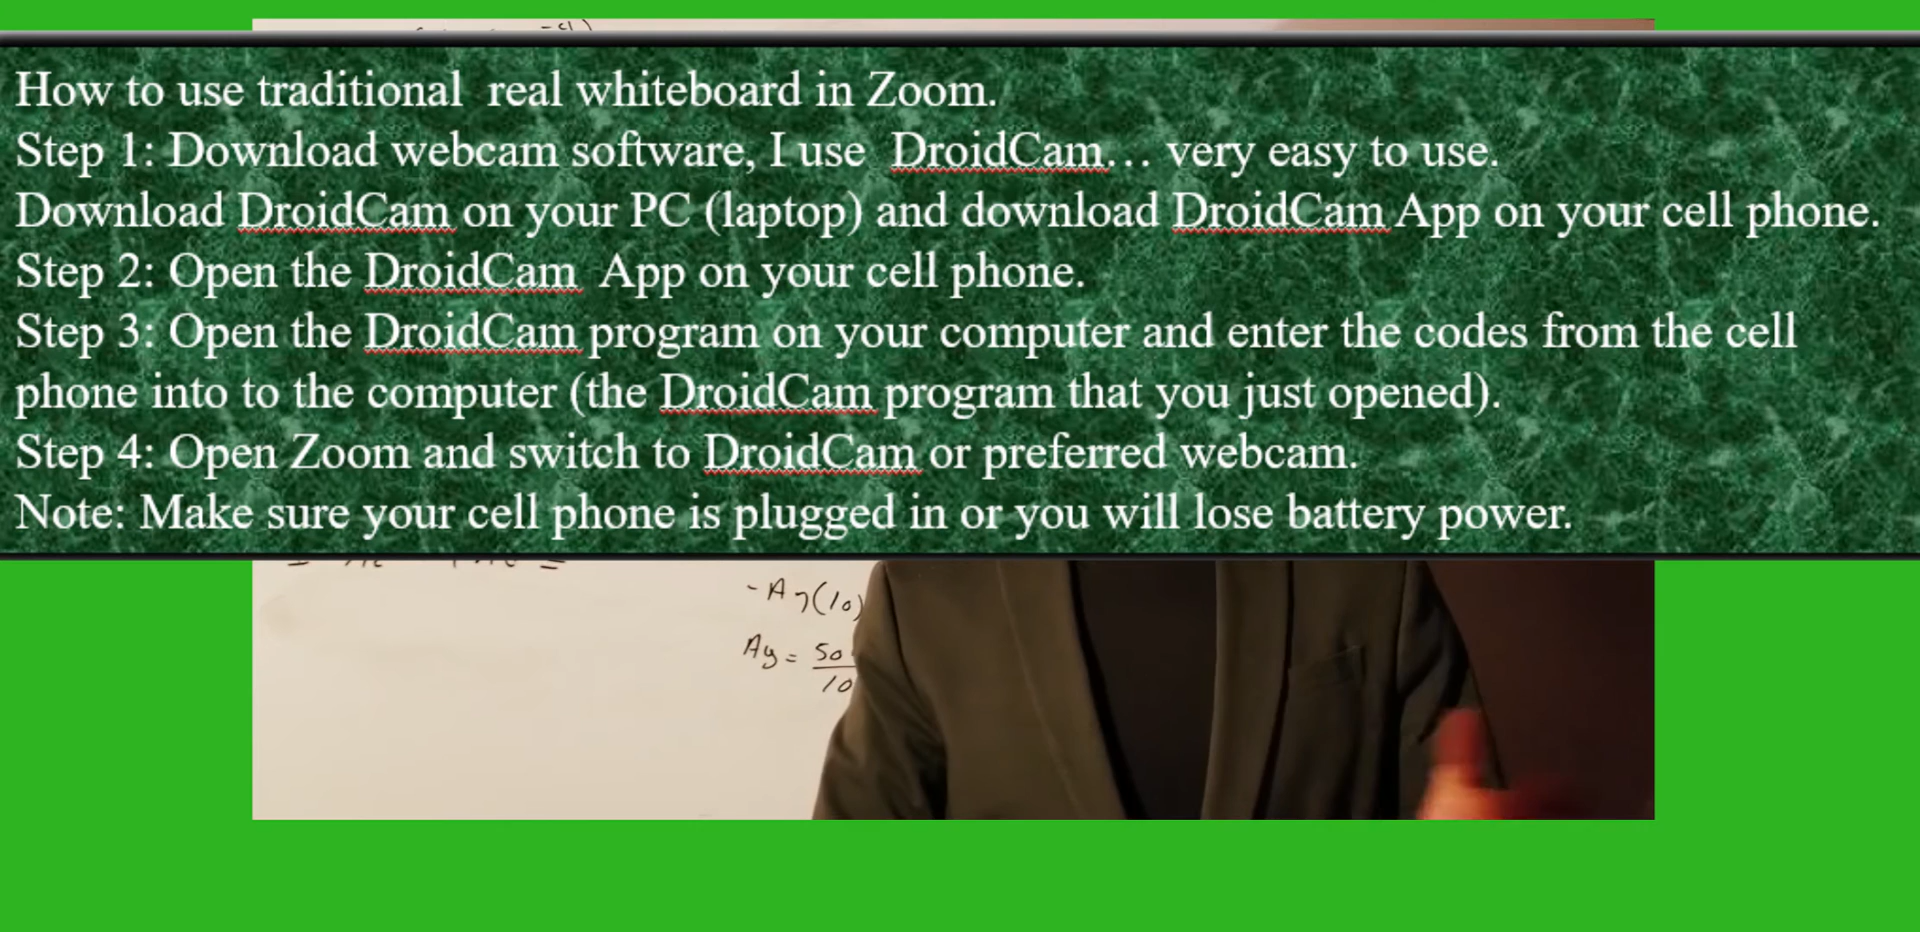 How to use traditional real whiteboard in Zoom.
Step 1: Download webcam software, I use DroidCam... very easy to use.
Download DroidCam on your PC (laptop) and download DroidCam App on your cell phone.
Step 2: Open the DroidCam App on your cell phone.
Step 3: Open the DroidCam program on your computer and enter the codes from the cell
phone into to the computer (the DroidCam program that you just opened).
Step 4: Open Zoom and switch to DroidCam or preferred webcam.
Note: Make sure your cell phone is plugged in or you will lose battery power.
-Ay(10)
Ay = 50
10